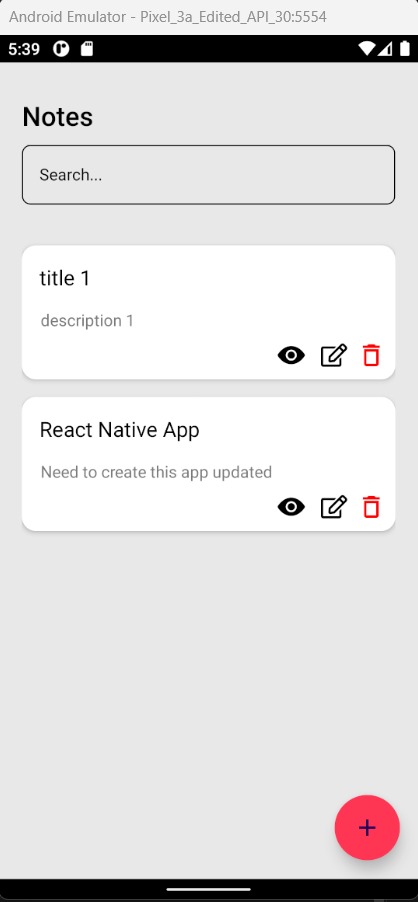 Android Emulator - Pixel_3a_Edited_API_30:5554
5:39
Notes
Search...
title 1
description 1
React Native App
Need to create this app updated
+